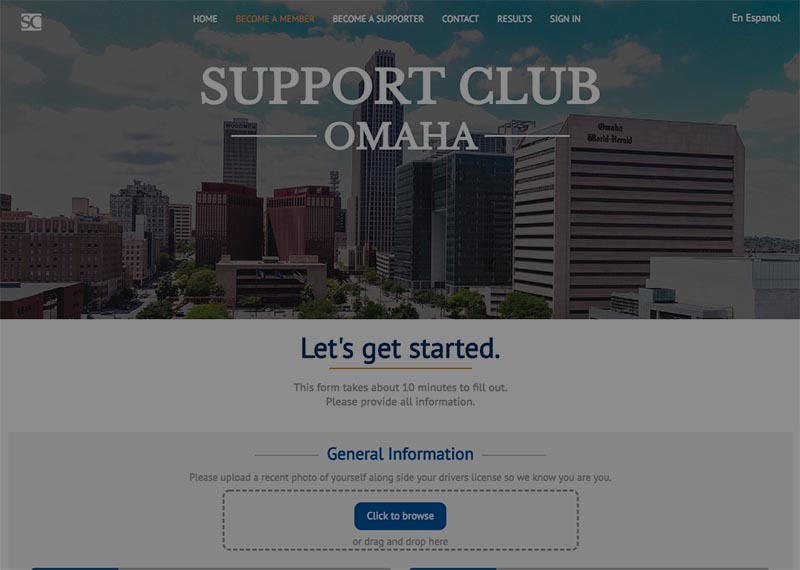 SC
HOME BECOME A MEMBER BECOME A SUPPORTER CONTACT RESULTS SIGN IN En Espanol
SUPPORT CLUB
OMAHA
WOODMEN
Omaha
World-Herald
Let's get started.
This form takes about 10 minutes to fill out.
Please provide all information.
General Information
Please upload a recent photo of yourself along side your drivers license so we know you are you.
Click to browse
or drag and drop here